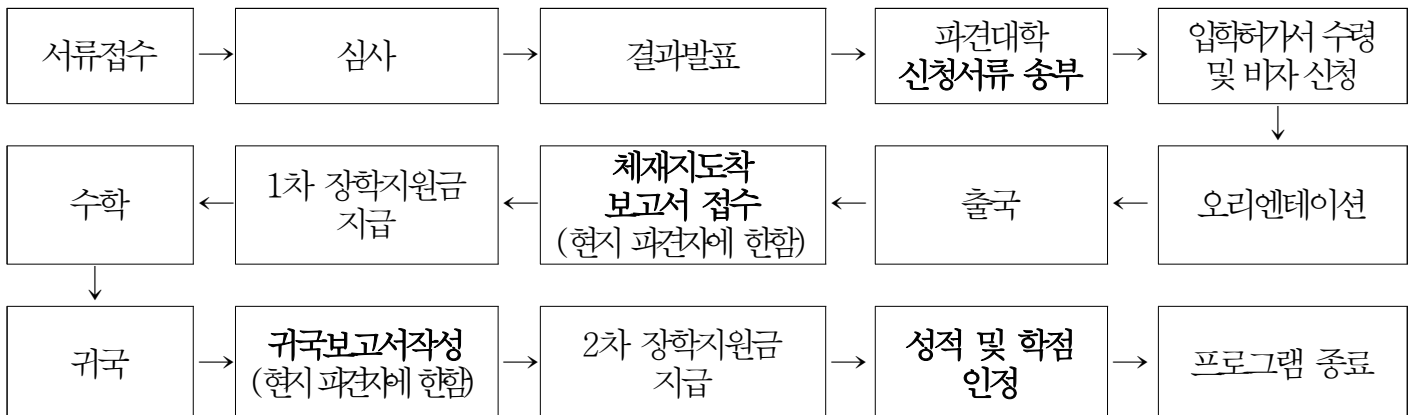 서류접수 → 심사 → 결과발표 → 파견대학
신청서류 송부 → 입학허가서 수령
및 비자 신청
↓
수학 ← 1차 장학지원금
지급 ← 체재지도착
보고서 접수
(현지 파견자에 한함) ← 출국 ← 오리엔테이션
↓
귀국 → 귀국보고서작성
(현지 파견자에 한함) → 2차 장학지원금
지급 → 성적 및 학점
인정 → 프로그램 종료